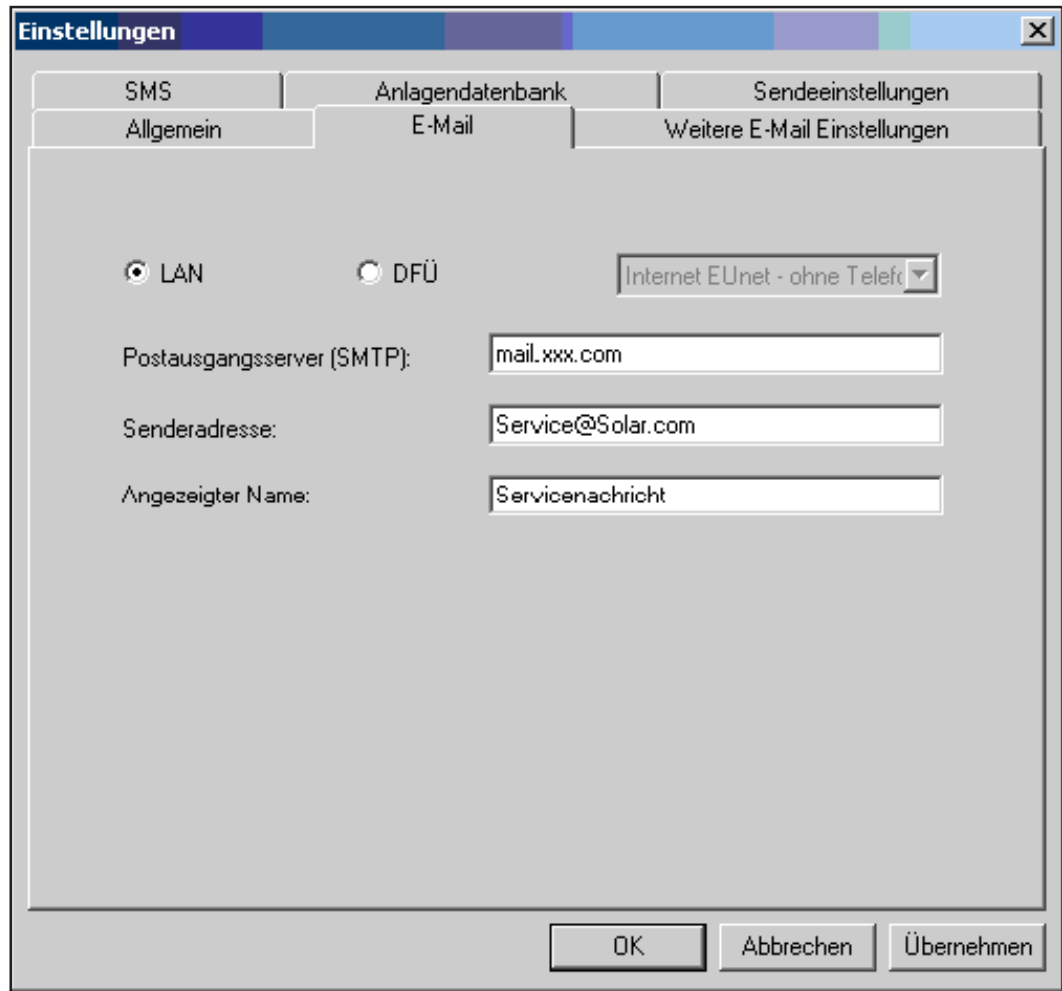 Einstellungen
SMS Anlagendatenbank Sendeeinstellungen
Allgemein E-Mail Weitere E-Mail Einstellungen
LAN DFÜ Internet EUnet - ohne Telefo
Postausgangsserver (SMTP): mail.xxx.com
Senderadresse: Service@Solar.com
Angezeigter Name: Servicenachricht
OK Abbrechen Übernehmen